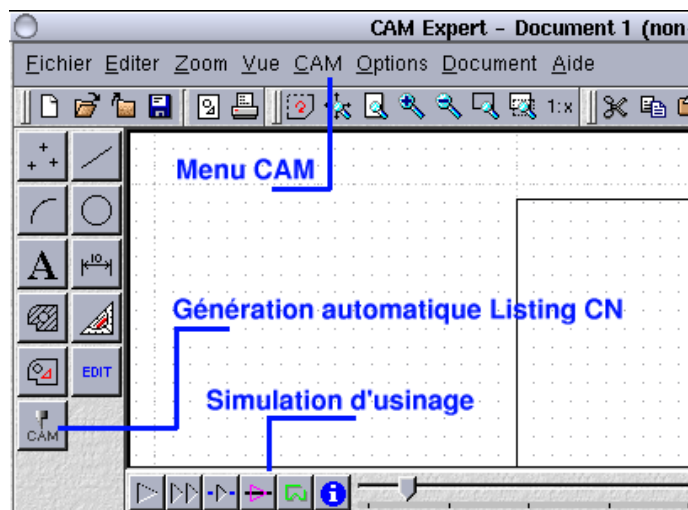 CAM Expert - Document 1 (non-
Fichier Editer Zoom Vue CAM Options Document Aide
1:x
Menu CAM
A
10
Génération automatique Listing CN
EDIT
Simulation d'usinage
CAM